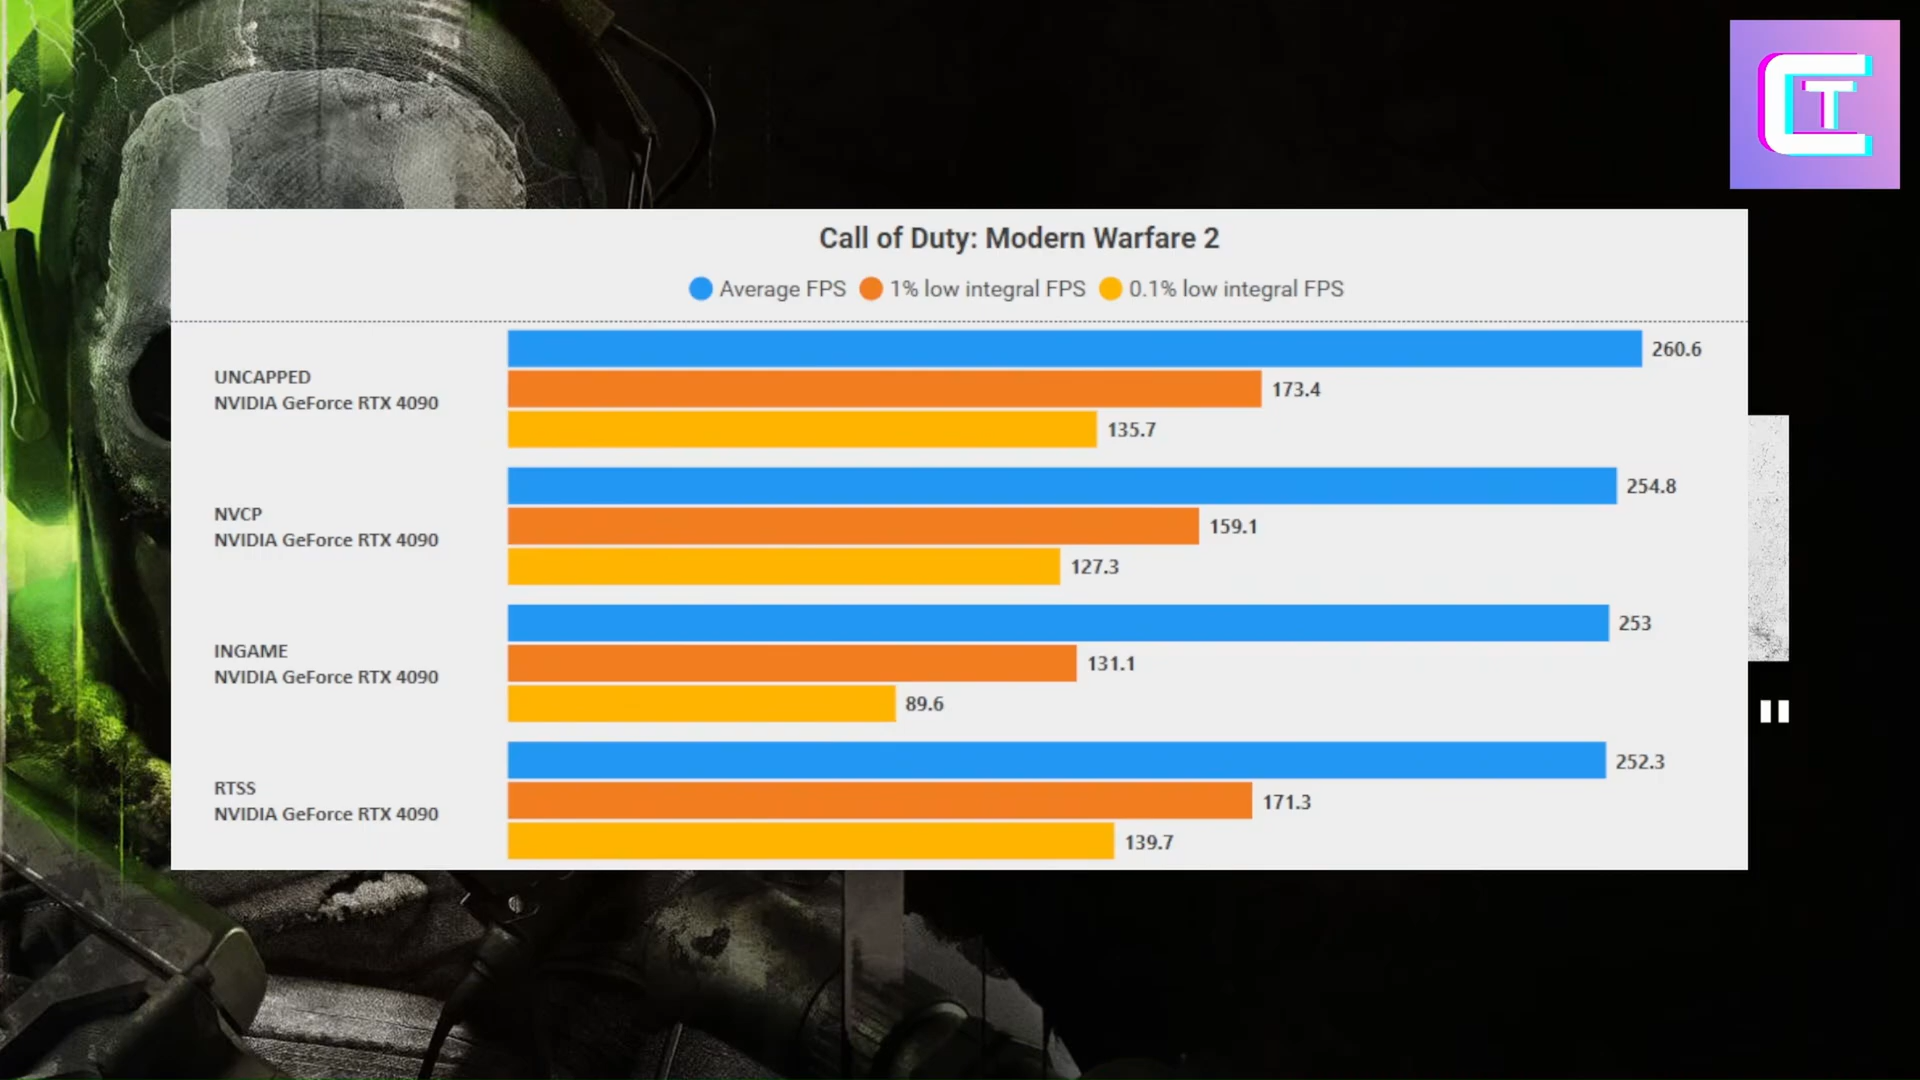 CT
Call of Duty: Modern Warfare 2
Average FPS 1% low integral FPS 0.1% low integral FPS
UNCAPPED
NVIDIA GeForce RTX 4090
260.6
173.4
135.7
NVCP
NVIDIA GeForce RTX 4090
254.8
159.1
127.3
INGAME
NVIDIA GeForce RTX 4090
253
131.1
89.6
RTSS
NVIDIA GeForce RTX 4090
252.3
171.3
139.7